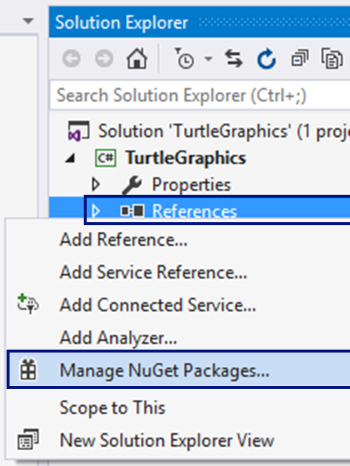 Solution Explorer
Search Solution Explorer (Ctrl+;)
Solution 'TurtleGraphics' (1 proje
C# TurtleGraphics
Properties
References
Add Reference...
Add Service Reference...
Add Connected Service...
Add Analyzer...
Manage NuGet Packages...
Scope to This
New Solution Explorer View